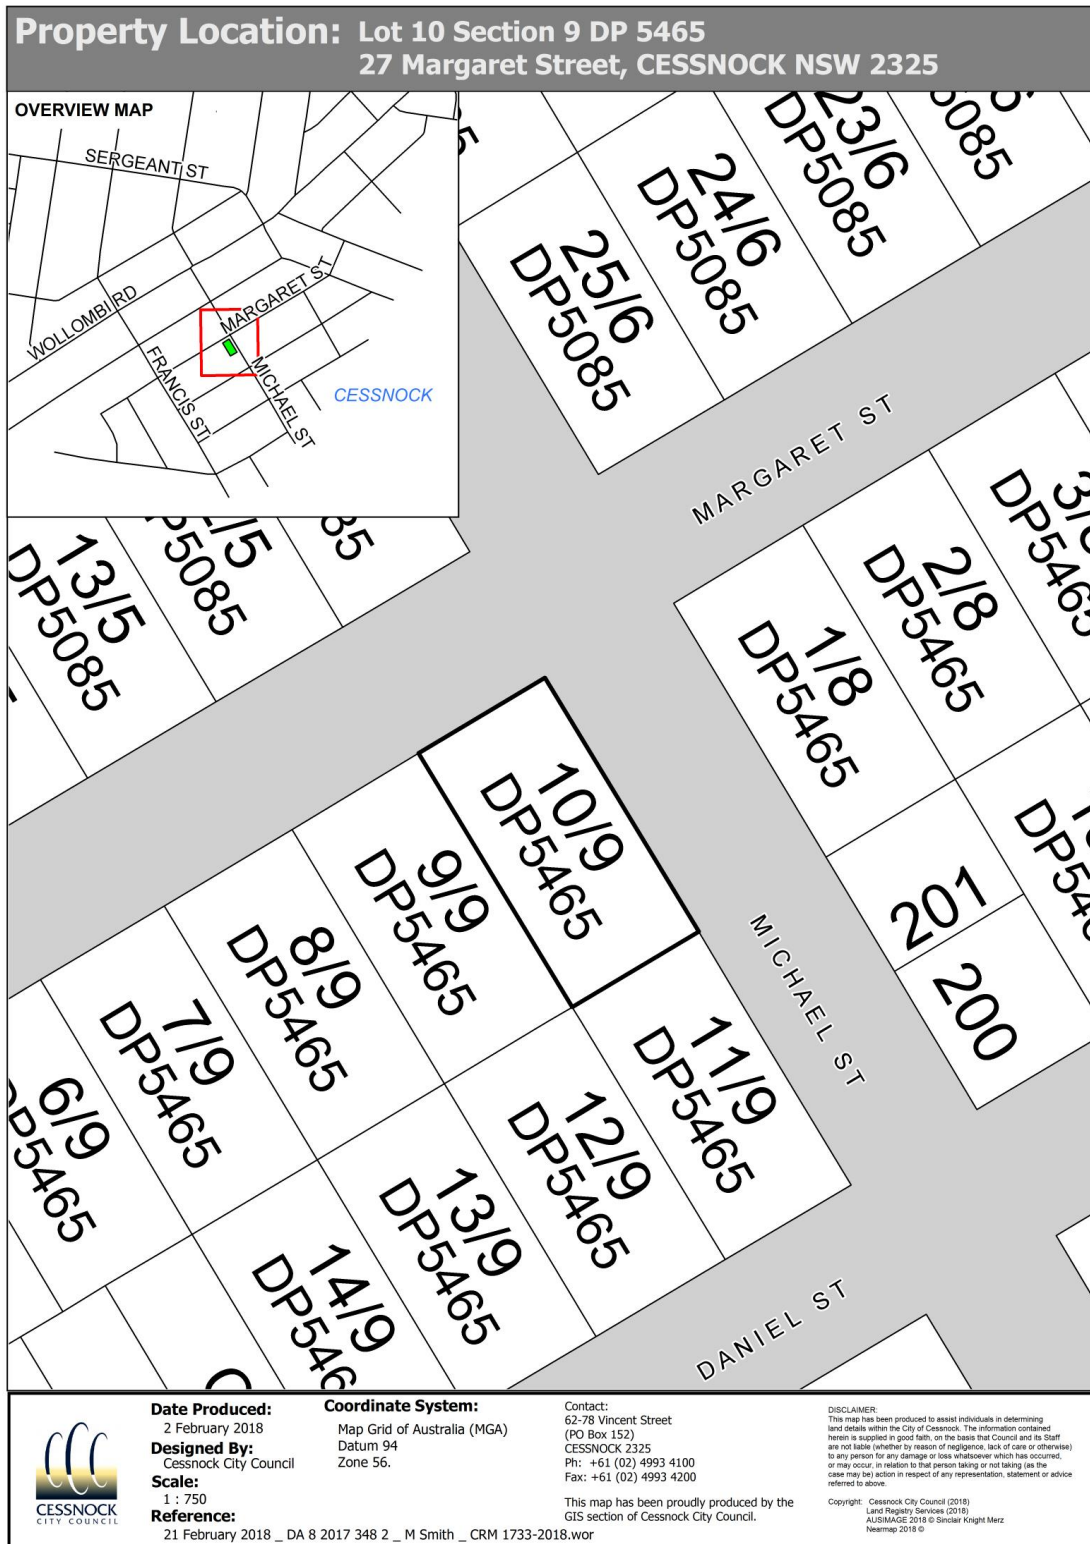 Property Location: Lot 10 Section 9 DP 5465
27 Margaret Street, CESSNOCK NSW 2325
OVERVIEW MAP
SERGEANT ST
WOLLOMBI RD
MARGARET ST
FRANCIS ST
MICHAEL ST
CESSNOCK
23/6
DP5085
24/6
DP5085
25/6
DP5085
MARGARET ST
13/5
DP5085
2/8
DP5465
1/8
DP5465
10/9
DP5465
9/9
DP5465
8/9
DP5465
7/9
DP5465
6/9
DP5465
201
200
MICHAEL ST
11/9
DP5465
12/9
DP5465
13/9
DP5465
14/9
DANIEL ST
CESSNOCK
CITY COUNCIL
Date Produced:
2 February 2018
Designed By:
Cessnock City Council
Scale:
1 : 750
Reference:
21 February 2018 _ DA 8 2017 348 2 _ M Smith _ CRM 1733-2018.wor
Coordinate System:
Map Grid of Australia (MGA)
Datum 94
Zone 56.
Contact:
62-78 Vincent Street
(PO Box 152)
CESSNOCK 2325
Ph: +61 (02) 4993 4100
Fax: +61 (02) 4993 4200
This map has been proudly produced by the
GIS section of Cessnock City Council.
DISCLAIMER:
This map has been produced to assist individuals in determining
land details within the City of Cessnock. The information contained
herein is supplied in good faith, on the basis that Council and its Staff
are not liable (whether by reason of negligence, lack of care or otherwise)
to any person for any damage or loss whatsoever which has occurred,
or may occur, in relation to that person taking or not taking (as the
case may be) action in respect of any representation, statement or advice
referred to above.
Copyright: Cessnock City Council (2018)
Land Registry Services (2018)
AUSIMAGE 2018 © Sinclair Knight Merz
Nearmap 2018 ©